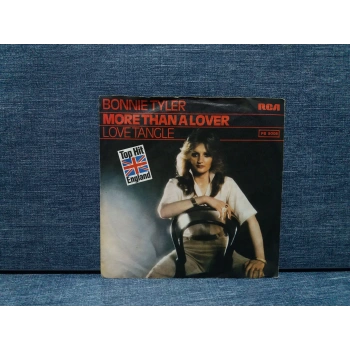 BONNIE TYLER
RCA
MORE THAN A LOVER
LOVE TANGLE
Top Hit
England